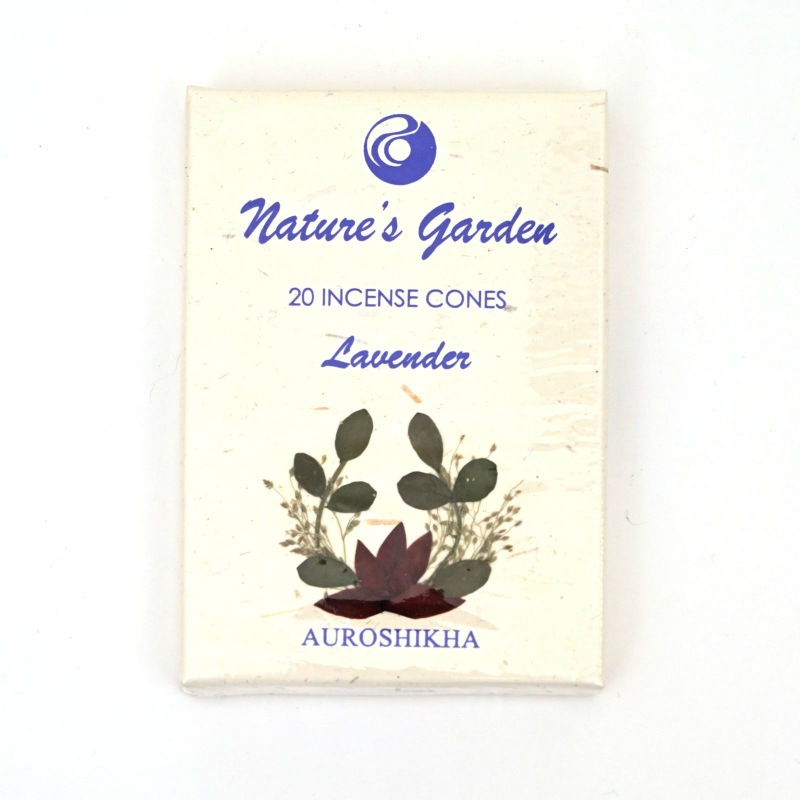 Nature's Garden
20 INCENSE CONES
Lavender
AUROSHIKHA